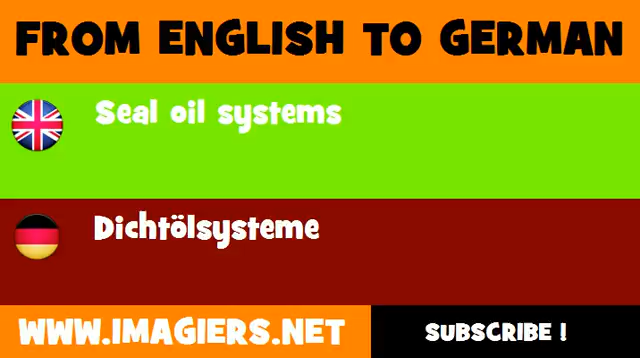 FROM ENGLISH TO GERMAN
Seal oil systems
Dichtölsysteme
WWW.IMAGIERS.NET
SUBSCRIBE !